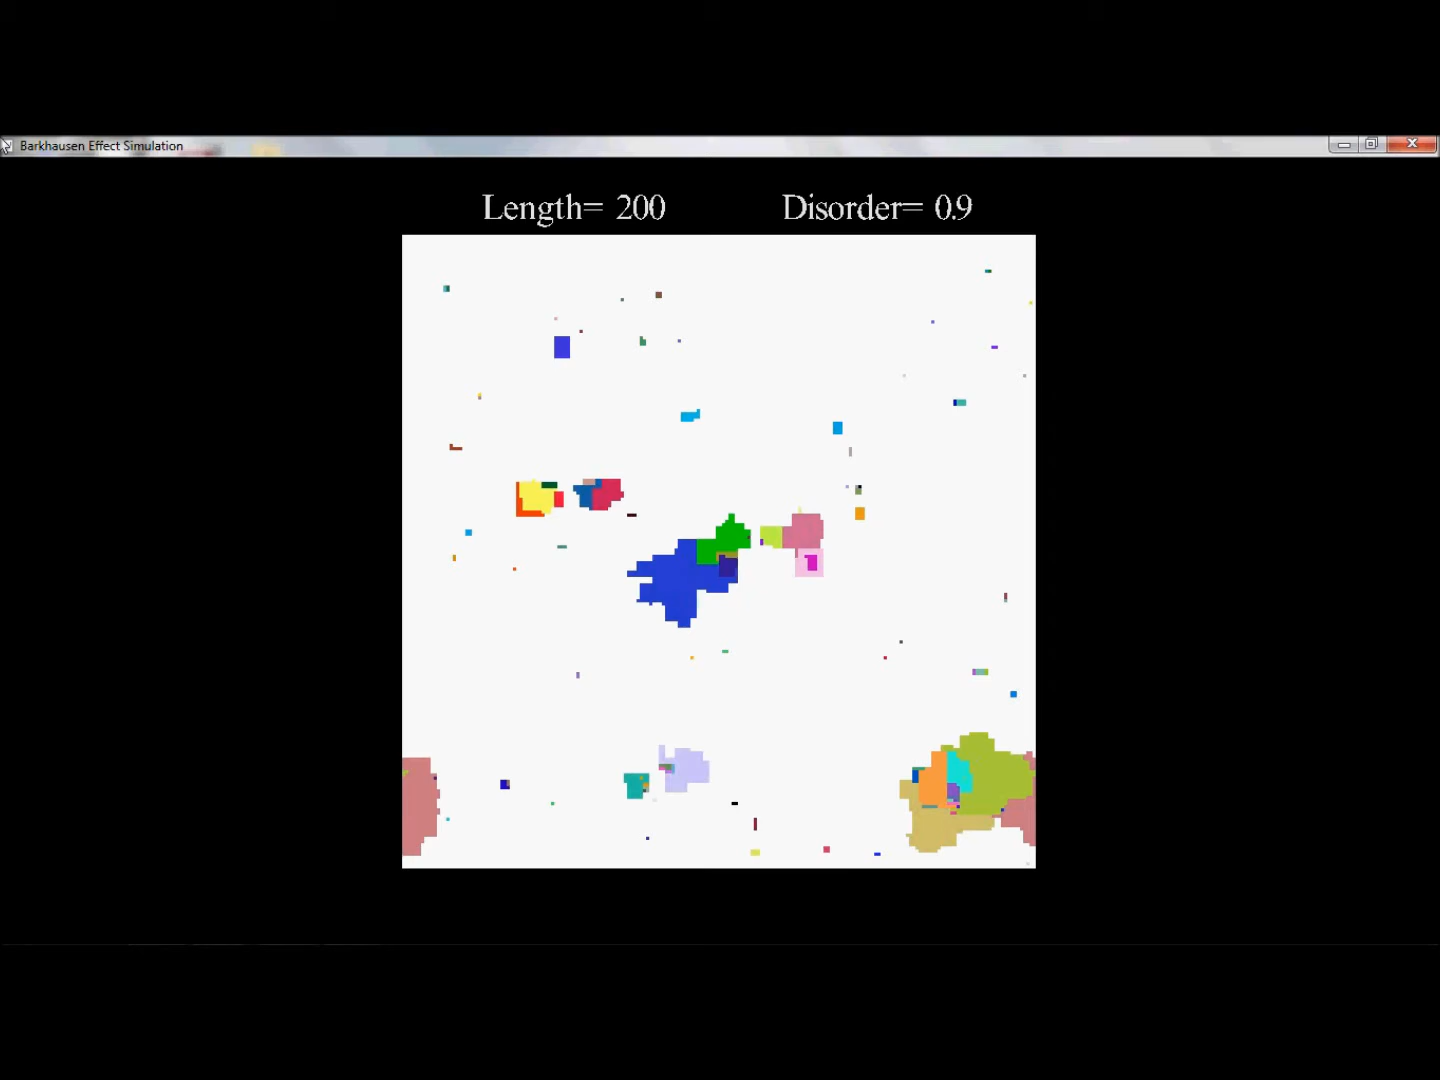 Barkhausen Effect Simulation
Length= 200 Disorder= 0.9